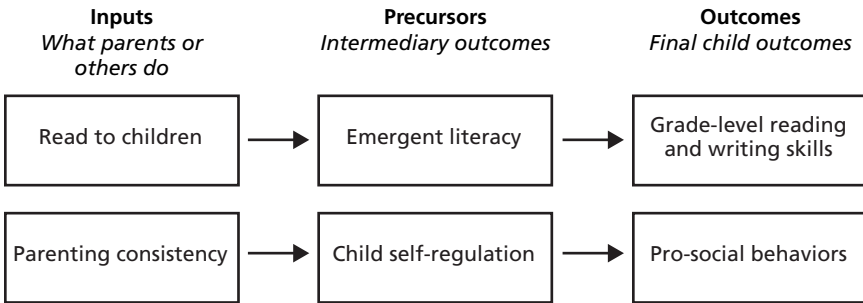 Inputs
What parents or
others do
Precursors
Intermediary outcomes
Outcomes
Final child outcomes
Read to children
Emergent literacy
Grade-level reading
and writing skills
Parenting consistency
Child self-regulation
Pro-social behaviors